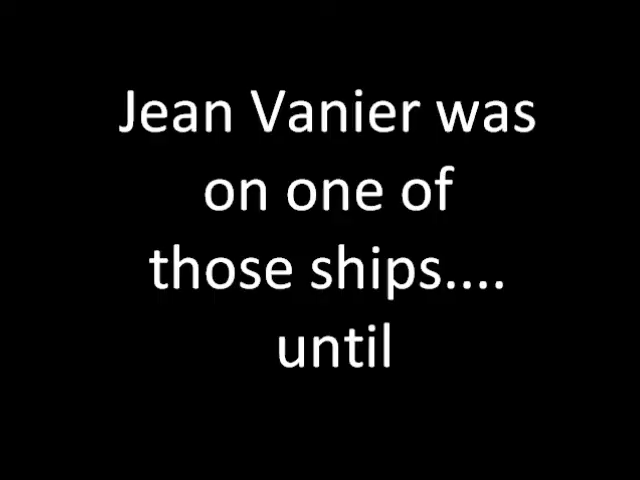 Jean Vanier was
on one of
those ships....
until